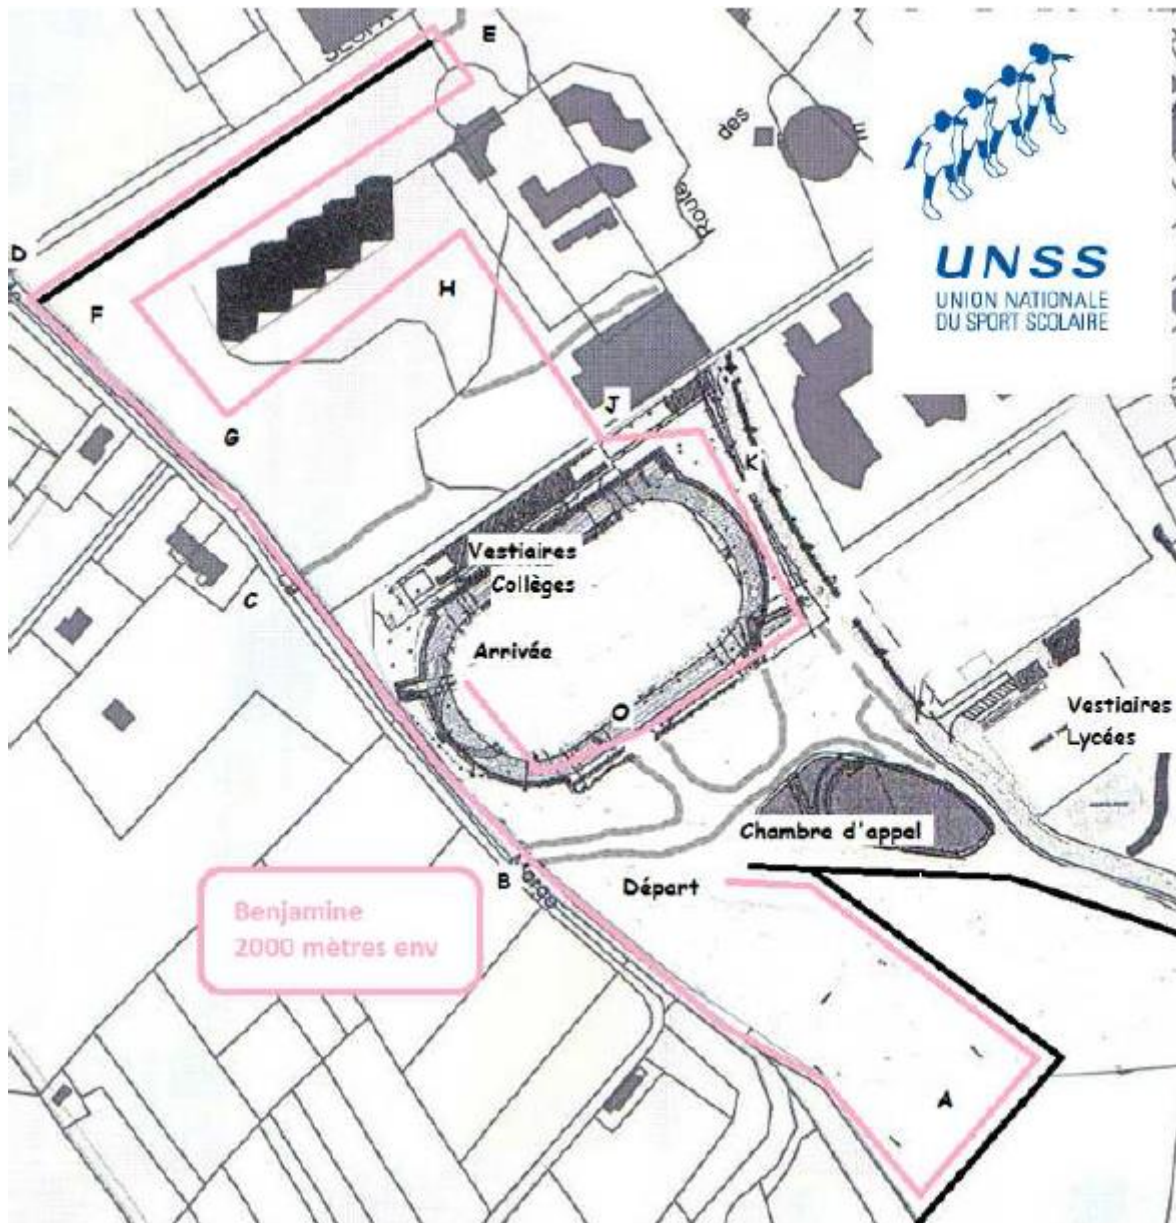 E
des
Route
D
F
H
UNSS
UNION NATIONALE
DU SPORT SCOLAIRE
J
G
K
Vestiaires
Collèges
C
Arrivée
O
Vestiaires
Lycées
Chambre d'appel
B
Départ
Benjamine
2000 mètres env
A